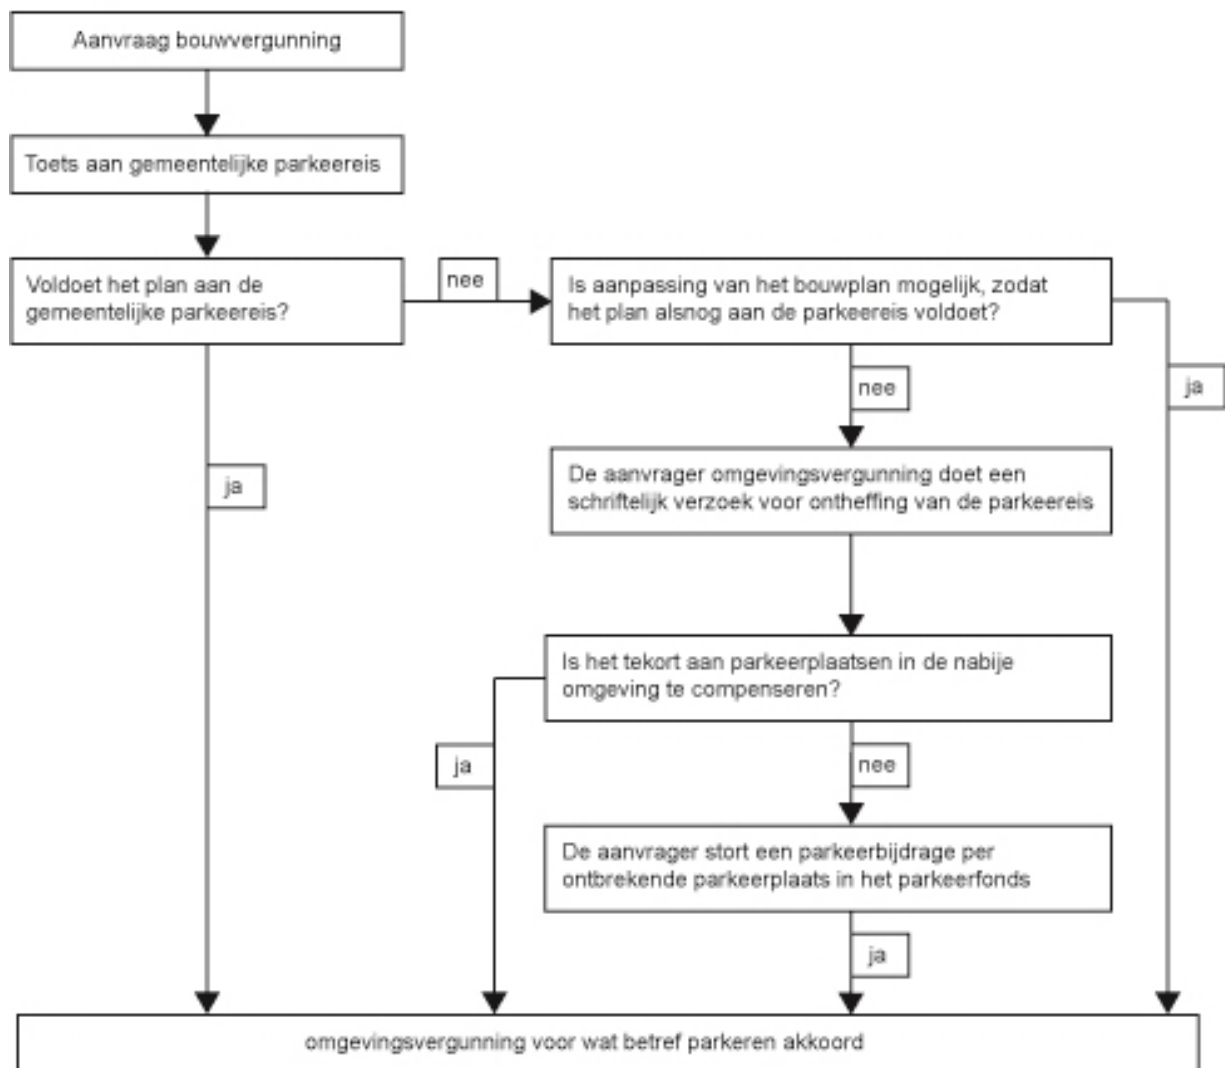 Aanvraag bouwvergunning
Toets aan gemeentelijke parkeereis
Voldoet het plan aan de
gemeentelijke parkeereis?
nee
Is aanpassing van het bouwplan mogelijk, zodat
het plan alsnog aan de parkeereis voldoet?
nee
ja
De aanvrager omgevingsvergunning doet een
schriftelijk verzoek voor ontheffing van de parkeereis
ja
Is het tekort aan parkeerplaatsen in de nabije
omgeving te compenseren?
ja
nee
De aanvrager stort een parkeerbijdrage per
ontbrekende parkeerplaats in het parkeerfonds
ja
omgevingsvergunning voor wat betref parkeren akkoord